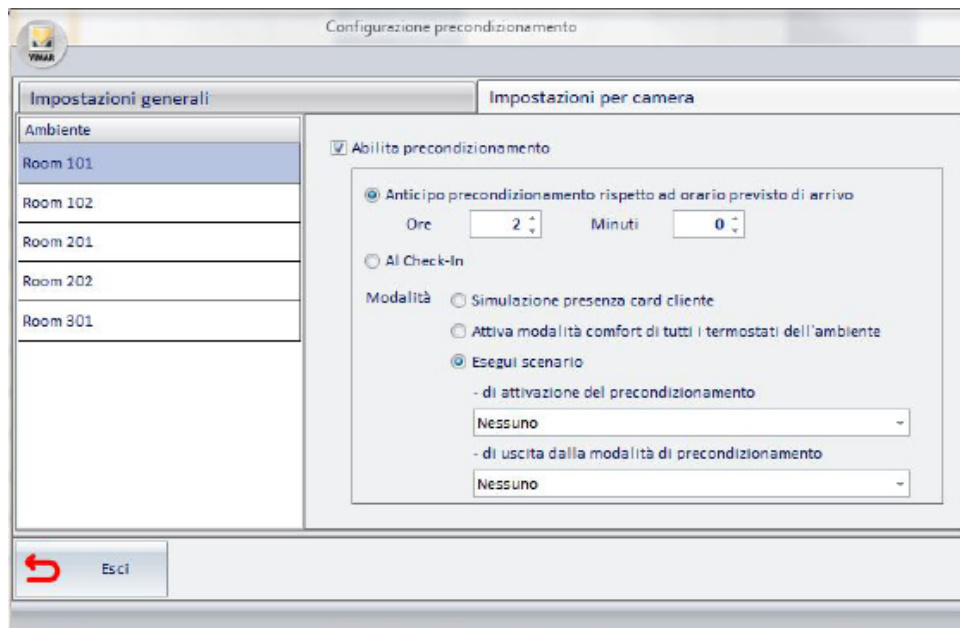 Configurazione precondizionamento
VIMAR
Impostazioni generali
Impostazioni per camera
Ambiente
Room 101
Room 102
Room 201
Room 202
Room 301
Abilita precondizionamento
Anticipo precondizionamento rispetto ad orario previsto di arrivo
Ore 2 Minuti 0
Al Check-In
Modalità Simulazione presenza card cliente
Attiva modalità comfort di tutti i termostati dell'ambiente
Esegui scenario
- di attivazione del precondizionamento
Nessuno
- di uscita dalla modalità di precondizionamento
Nessuno
Esci